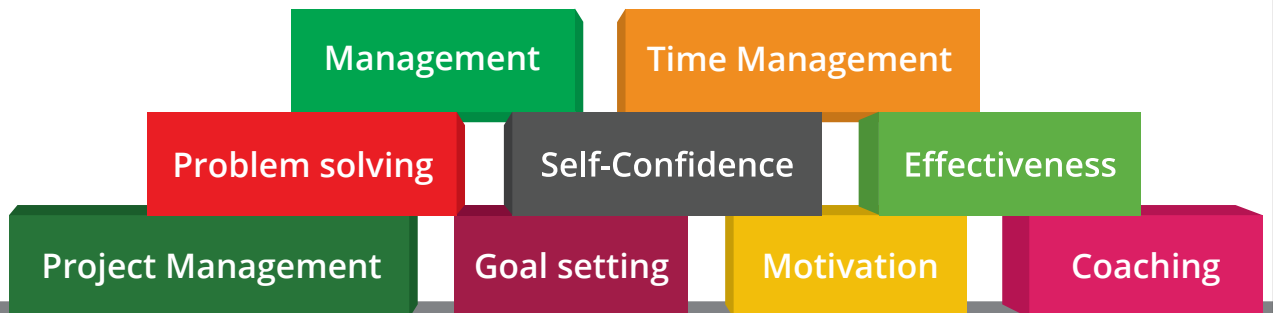 Management Time Management
Problem solving Self-Confidence Effectiveness
Project Management Goal setting Motivation Coaching